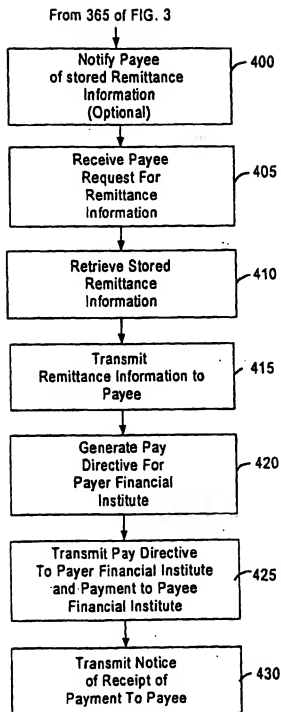 From 365 of FIG. 3
Notify Payee
of stored Remittance
Information
(Optional)
400
Receive Payee
Request For
Remittance
Information
405
Retrieve Stored
Remittance
Information
410
Transmit
Remittance Information to
Payee
415
Generate Pay
Directive For
Payer Financial
Institute
420
Transmit Pay Directive
To Payer Financial Institute
and Payment to Payee
Financial Institute
425
Transmit Notice
of Receipt of
Payment To Payee
430